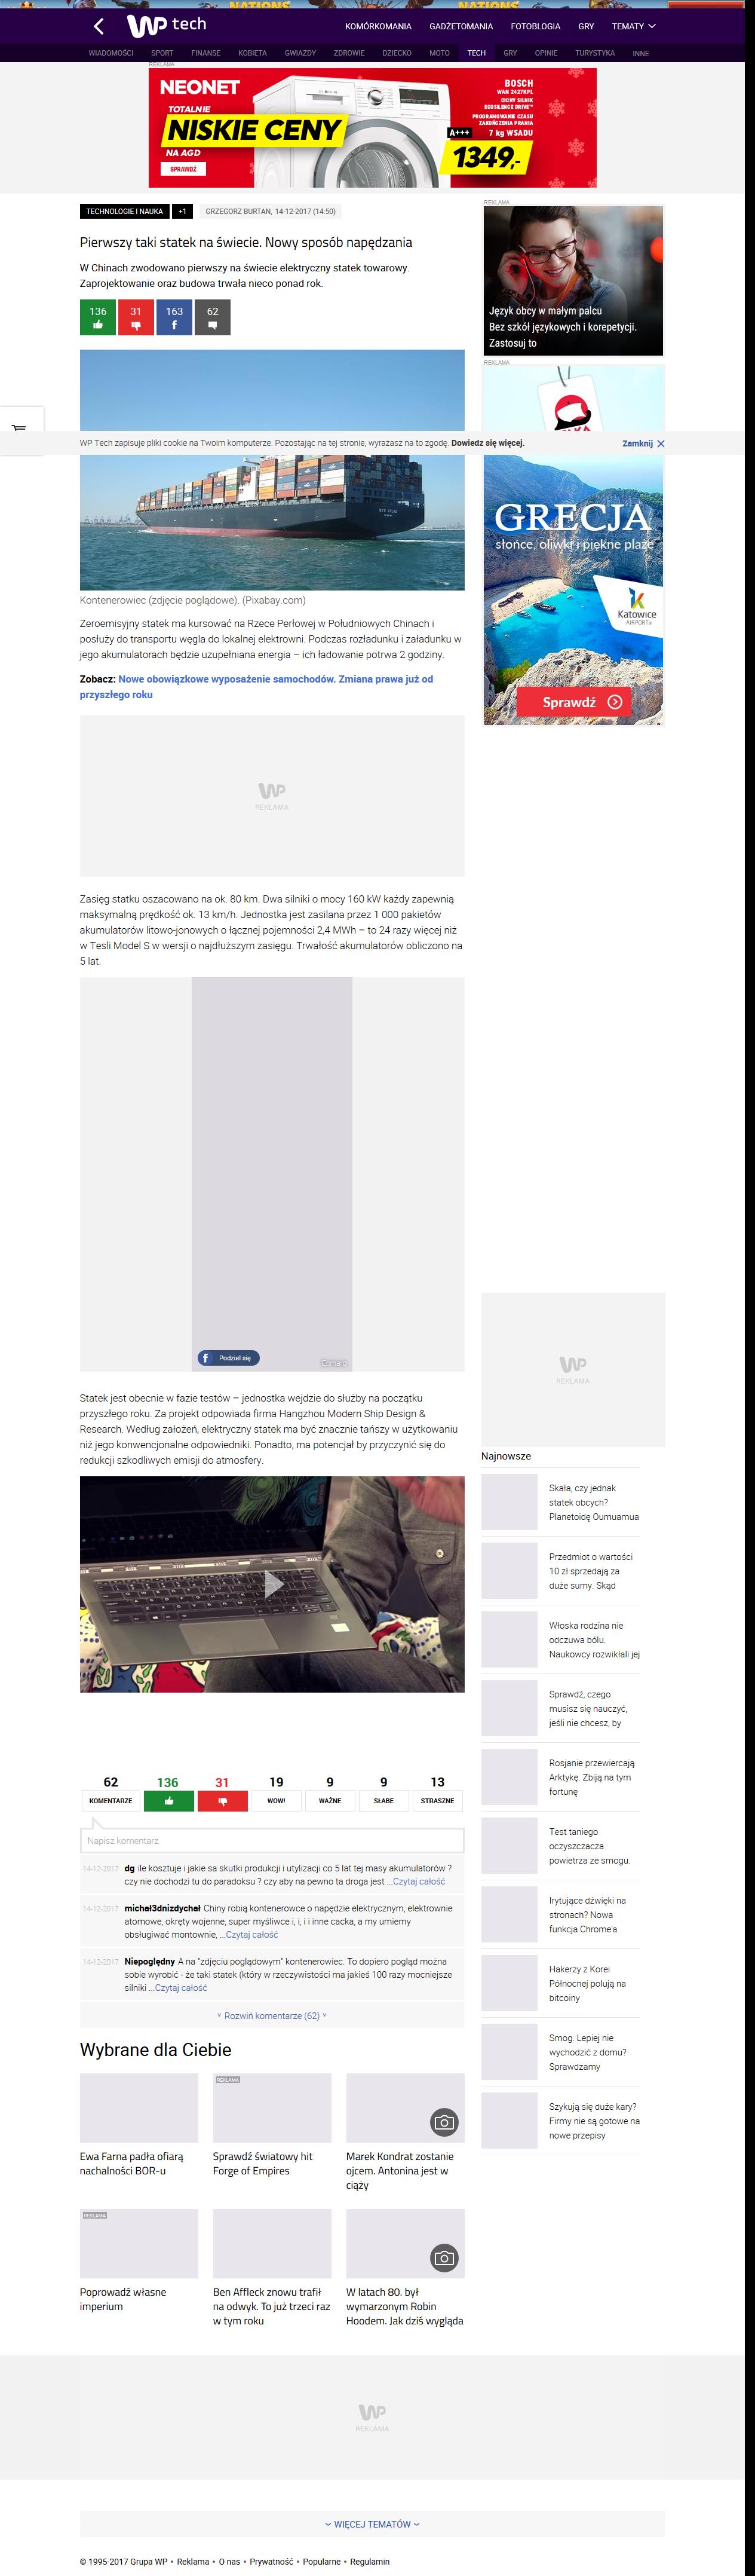 NATIONS
NATIONS
WP tech
KOMÓRKOMANIA GADŻETOMANIA FOTOBLOGIA GRY TEMATY
WIADOMOŚCI SPORT FINANSE KOBIETA GWIAZDY ZDROWIE DZIECKO MOTO TECH GRY OPINIE TURYSTYKA INNE
REKLAMA
NEONET
TOTALNIE
NISKIE CENY
NA AGD
SPRAWDŹ
BOSCH
WAN 2427KPL
CICHY SILNIK
ECOSILENCE DRIVE™
PROGRAMOWANIE CZASU
ZAKOŃCZENIA PRANIA
A+++ 7 kg WSADU
1349,-
TECHNOLOGIE I NAUKA +1 GRZEGORZ BURTAN, 14-12-2017 (14:50)
Pierwszy taki statek na świecie. Nowy sposób napędzania
W Chinach zwodowano pierwszy na świecie elektryczny statek towarowy.
Zaprojektowanie oraz budowa trwała nieco ponad rok.
136 31 163 62
REKLAMA
Język obcy w małym palcu
Bez szkół językowych i korepetycji.
Zastosuj to
REKLAMA
WP Tech zapisuje pliki cookie na Twoim komputerze. Pozostając na tej stronie, wyrażasz na to zgodę. Dowiedz się więcej. Zamknij
GRECJA
słońce, oliwki i piękne plaże
Katowice
AIRPORT
Sprawdź
Kontenerowiec (zdjęcie poglądowe). (Pixabay.com)
Zeroemisyjny statek ma kursować na Rzece Perłowej w Południowych Chinach i
posłuży do transportu węgla do lokalnej elektrowni. Podczas rozładunku i załadunku w
jego akumulatorach będzie uzupełniana energia – ich ładowanie potrwa 2 godziny.
Zobacz: Nowe obowiązkowe wyposażenie samochodów. Zmiana prawa już od
przyszłego roku
WP
REKLAMA
Zasięg statku oszacowano na ok. 80 km. Dwa silniki o mocy 160 kW każdy zapewnią
maksymalną prędkość ok. 13 km/h. Jednostka jest zasilana przez 1 000 pakietów
akumulatorów litowo-jonowych o łącznej pojemności 2,4 MWh – to 24 razy więcej niż
w Tesli Model S w wersji o najdłuższym zasięgu. Trwałość akumulatorów obliczono na
5 lat.
Podziel się
Statek jest obecnie w fazie testów – jednostka wejdzie do służby na początku
przyszłego roku. Za projekt odpowiada firma Hangzhou Modern Ship Design &
Research. Według założeń, elektryczny statek ma być znacznie tańszy w użytkowaniu
niż jego konwencjonalne odpowiedniki. Ponadto, ma potencjał by przyczynić się do
redukcji szkodliwych emisji do atmosfery.
WP
REKLAMA
Najnowsze
Skała, czy jednak
statek obcych?
Planetoidę Oumuamua
Przedmiot o wartości
10 zł sprzedają za
duże sumy. Skąd
Włoska rodzina nie
odczuwa bólu.
Naukowcy rozwikłali jej
Sprawdź, czego
musisz się nauczyć,
jeśli nie chcesz, by
Rosjanie przewiercają
Arktykę. Zbiją na tym
fortunę
Test taniego
oczyszczacza
powietrza ze smogu.
Irytujące dźwięki na
stronach? Nowa
funkcja Chrome'a
Hakerzy z Korei
Północnej polują na
bitcoiny
Smog. Lepiej nie
wychodzić z domu?
Sprawdzamy
Szykują się duże kary?
Firmy nie są gotowe na
nowe przepisy
62 136 31 19 9 9 13
KOMENTARZE WOW! WAŻNE SŁABE STRASZNE
Napisz komentarz
14-12-2017 dg ile kosztuje i jakie sa skutki produkcji i utylizacji co 5 lat tej masy akumulatorów ?
czy nie dochodzi tu do paradoksu ? czy aby na pewno ta droga jest ...Czytaj całość
14-12-2017 michał3dnizdychał Chiny robią kontenerowce o napędzie elektrycznym, elektrownie
atomowe, okręty wojenne, super myśliwce i, i, i i inne cacka, a my umiemy
obsługiwać montownie, ...Czytaj całość
14-12-2017 Niepoględny A na "zdjęciu poglądowym" kontenerowiec. To dopiero pogląd można
sobie wyrobić - że taki statek (który w rzeczywistości ma jakieś 100 razy mocniejsze
silniki ...Czytaj całość
Rozwiń komentarze (62)
Wybrane dla Ciebie
REKLAMA
Ewa Farna padła ofiarą
nachalności BOR-u
Sprawdź światowy hit
Forge of Empires
Marek Kondrat zostanie
ojcem. Antonina jest w
ciąży
REKLAMA
Poprowadź własne
imperium
Ben Affleck znowu trafił
na odwyk. To już trzeci raz
w tym roku
W latach 80. był
wymarzonym Robin
Hoodem. Jak dziś wygląda
WP
REKLAMA
WIĘCEJ TEMATÓW
© 1995-2017 Grupa WP • Reklama • O nas • Prywatność • Popularne • Regulamin